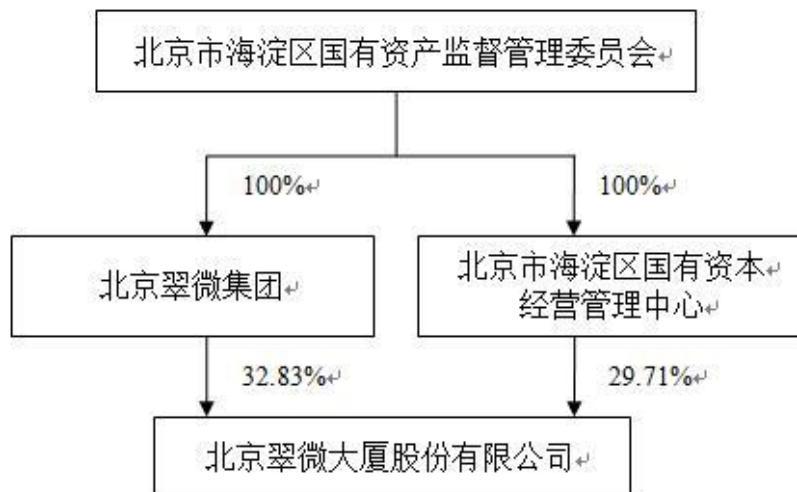 北京市海淀区国有资产监督管理委员会
100%
100%
北京翠微集团
北京市海淀区国有资本
经营管理中心
32.83%
29.71%
北京翠微大厦股份有限公司